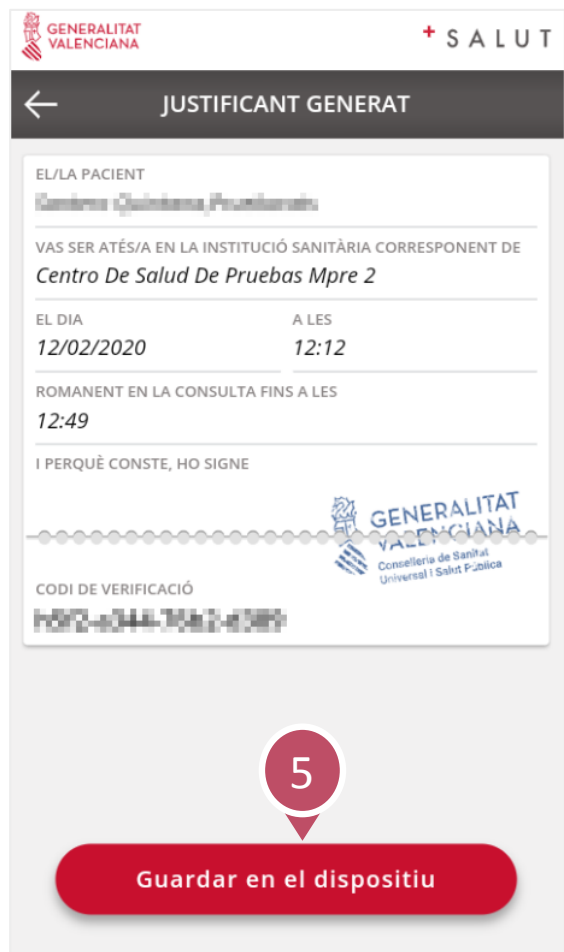 GENERALITAT
VALENCIANA
+ SALUT
JUSTIFICANT GENERAT
EL/LA PACIENT
VAS SER ATÉS/A EN LA INSTITUCIÓ SANITÀRIA CORRESPONENT DE
Centro De Salud De Pruebas Mpre 2
EL DIA A LES
12/02/2020 12:12
ROMANENT EN LA CONSULTA FINS A LES
12:49
I PERQUÈ CONSTE, HO SIGNE
GENERALITAT
VALENCIANA
Conselleria de Sanitat
Universal i Salut Pública
CODI DE VERIFICACIÓ
5
Guardar en el dispositiu